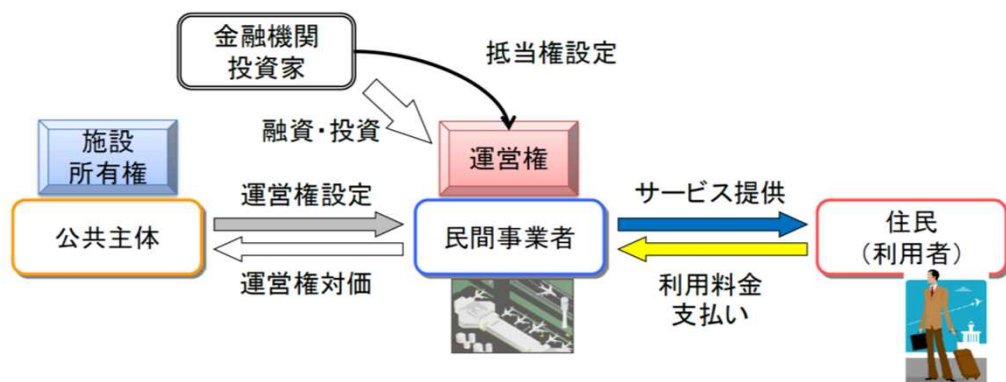 金融機関
投資家
抵当権設定
融資・投資
施設
所有権
運営権
運営権設定
サービス提供
公共主体
民間事業者
住民
（利用者）
運営権対価
利用料金
支払い